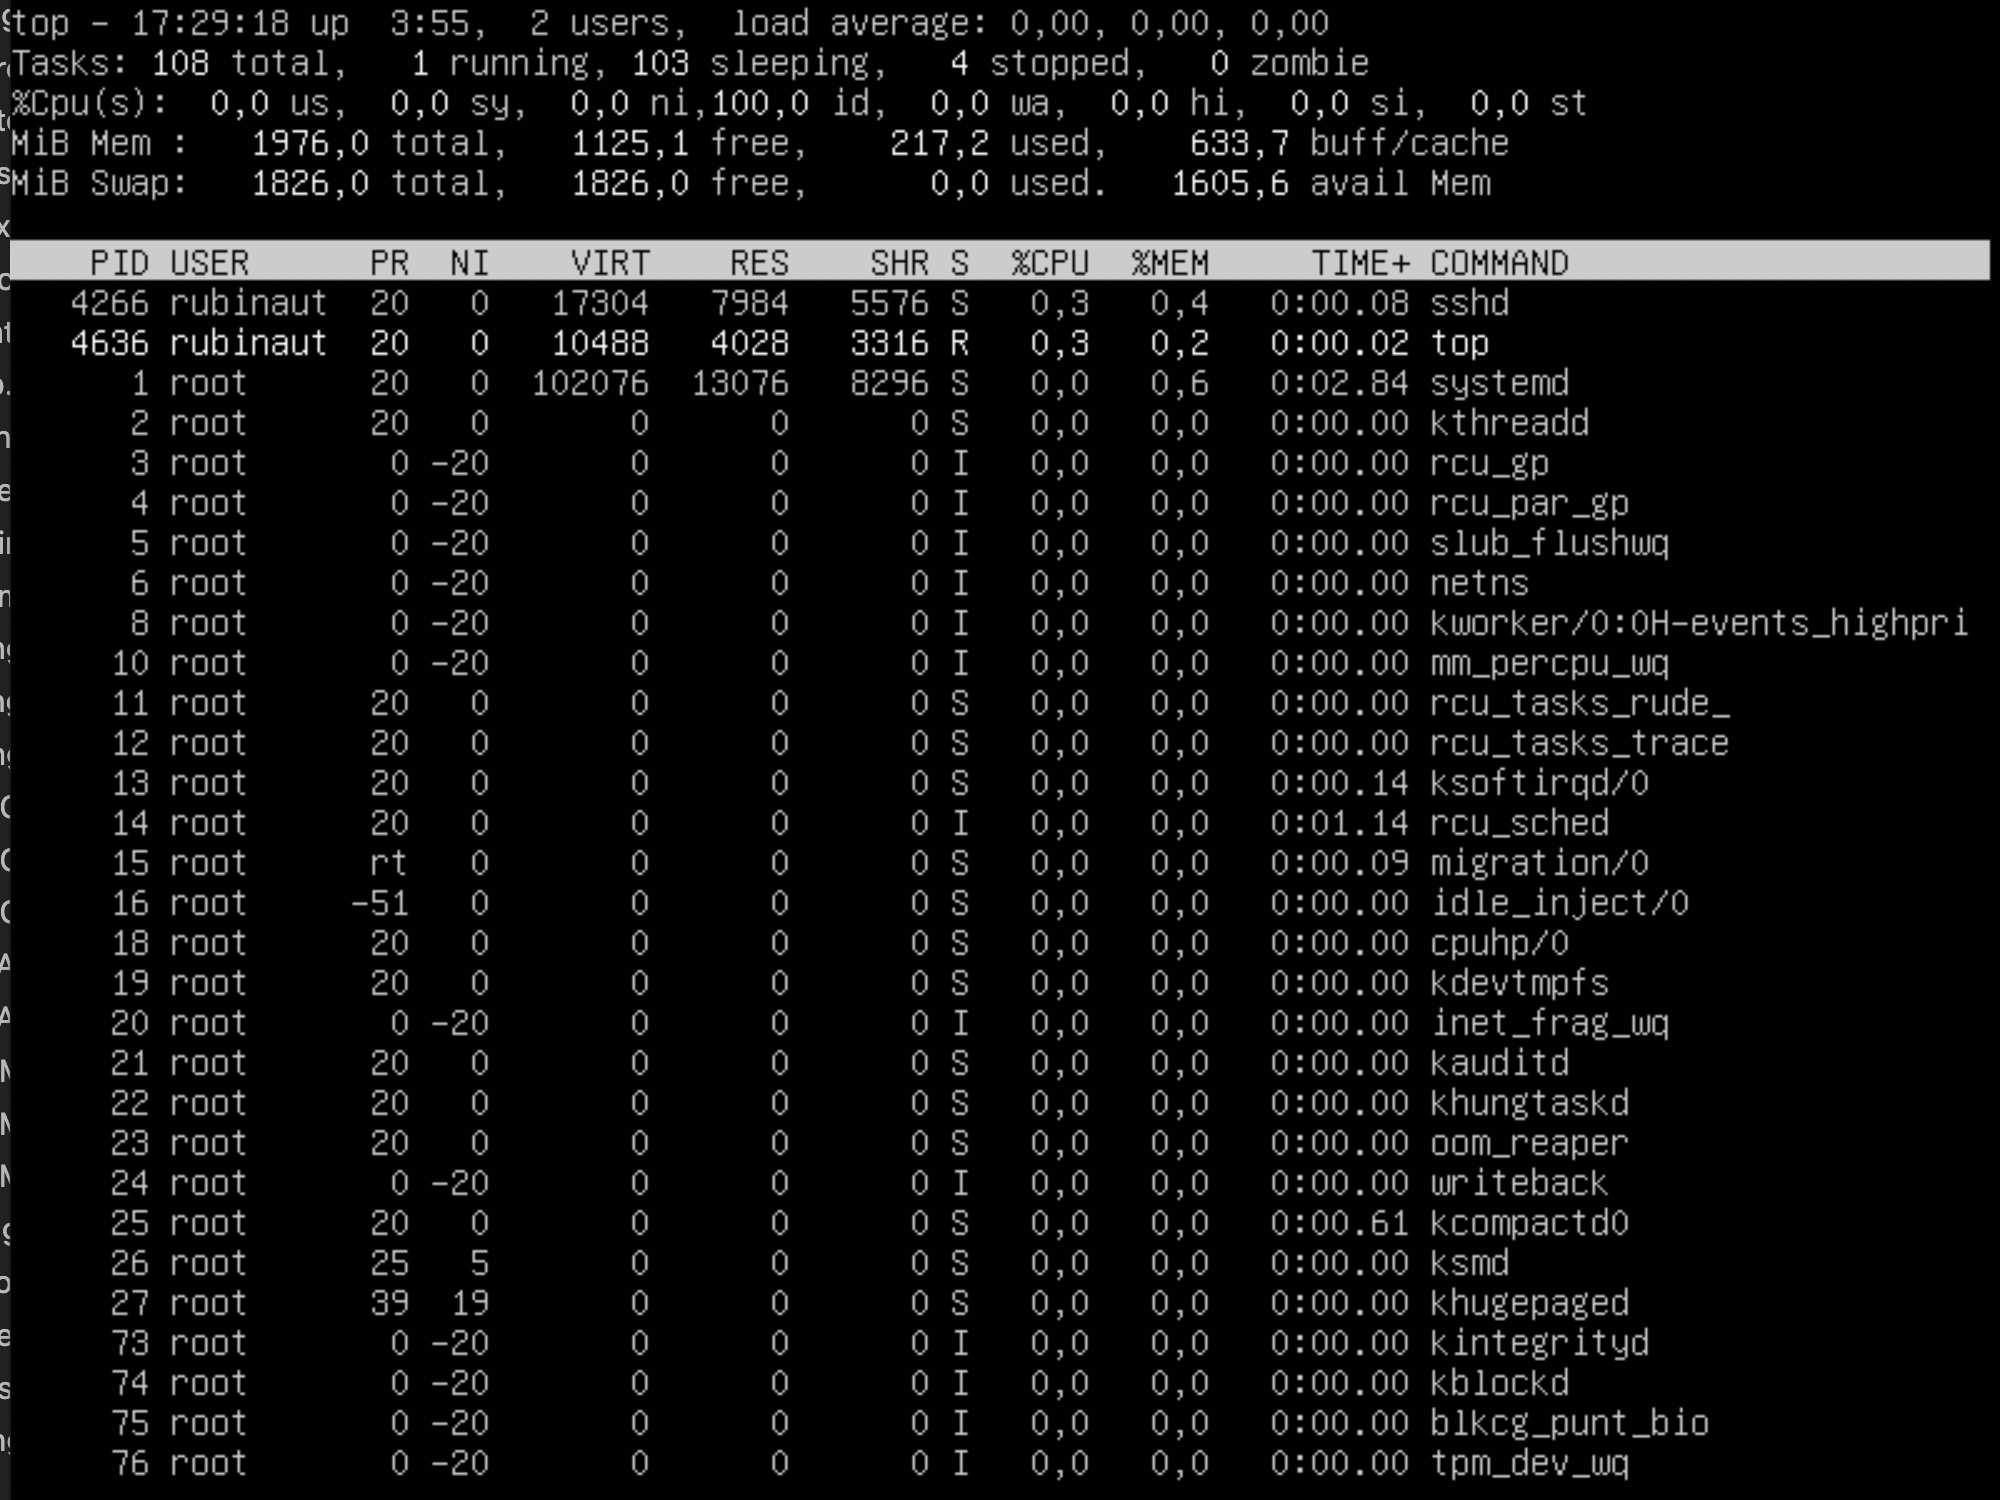 top - 17:29:18 up  3:55,  2 users,  load average: 0,00, 0,00, 0,00
Tasks: 108 total,   1 running, 103 sleeping,   4 stopped,   0 zombie
%Cpu(s):  0,0 us,  0,0 sy,  0,0 ni,100,0 id,  0,0 wa,  0,0 hi,  0,0 si,  0,0 st
MiB Mem :   1976,0 total,   1125,1 free,    217,2 used,    633,7 buff/cache
MiB Swap:   1826,0 total,   1826,0 free,      0,0 used.   1605,6 avail Mem
PID USER      PR  NI    VIRT    RES    SHR S  %CPU  %MEM     TIME+ COMMAND
4266 rubinaut  20   0   17304   7984   5576 S   0,3   0,4   0:00.08 sshd
4636 rubinaut  20   0   10488   4028   3316 R   0,3   0,2   0:00.02 top
1 root      20   0  102076  13076   8296 S   0,0   0,6   0:02.84 systemd
2 root      20   0       0      0      0 S   0,0   0,0   0:00.00 kthreadd
3 root       0 -20       0      0      0 I   0,0   0,0   0:00.00 rcu_gp
4 root       0 -20       0      0      0 I   0,0   0,0   0:00.00 rcu_par_gp
5 root       0 -20       0      0      0 I   0,0   0,0   0:00.00 slub_flushwq
6 root       0 -20       0      0      0 I   0,0   0,0   0:00.00 netns
8 root       0 -20       0      0      0 I   0,0   0,0   0:00.00 kworker/0:0H-events_highpri
10 root       0 -20       0      0      0 I   0,0   0,0   0:00.00 mm_percpu_wq
11 root      20   0       0      0      0 S   0,0   0,0   0:00.00 rcu_tasks_rude_
12 root      20   0       0      0      0 S   0,0   0,0   0:00.00 rcu_tasks_trace
13 root      20   0       0      0      0 S   0,0   0,0   0:00.14 ksoftirqd/0
14 root      20   0       0      0      0 I   0,0   0,0   0:01.14 rcu_sched
15 root      rt   0       0      0      0 S   0,0   0,0   0:00.09 migration/0
16 root     -51   0       0      0      0 S   0,0   0,0   0:00.00 idle_inject/0
18 root      20   0       0      0      0 S   0,0   0,0   0:00.00 cpuhp/0
19 root      20   0       0      0      0 S   0,0   0,0   0:00.00 kdevtmpfs
20 root       0 -20       0      0      0 I   0,0   0,0   0:00.00 inet_frag_wq
21 root      20   0       0      0      0 S   0,0   0,0   0:00.00 kauditd
22 root      20   0       0      0      0 S   0,0   0,0   0:00.00 khungtaskd
23 root      20   0       0      0      0 S   0,0   0,0   0:00.00 oom_reaper
24 root       0 -20       0      0      0 I   0,0   0,0   0:00.00 writeback
25 root      20   0       0      0      0 S   0,0   0,0   0:00.61 kcompactd0
26 root      25   5       0      0      0 S   0,0   0,0   0:00.00 ksmd
27 root      39  19       0      0      0 S   0,0   0,0   0:00.00 khugepaged
73 root       0 -20       0      0      0 I   0,0   0,0   0:00.00 kintegrityd
74 root       0 -20       0      0      0 I   0,0   0,0   0:00.00 kblockd
75 root       0 -20       0      0      0 I   0,0   0,0   0:00.00 blkcg_punt_bio
76 root       0 -20       0      0      0 I   0,0   0,0   0:00.00 tpm_dev_wq